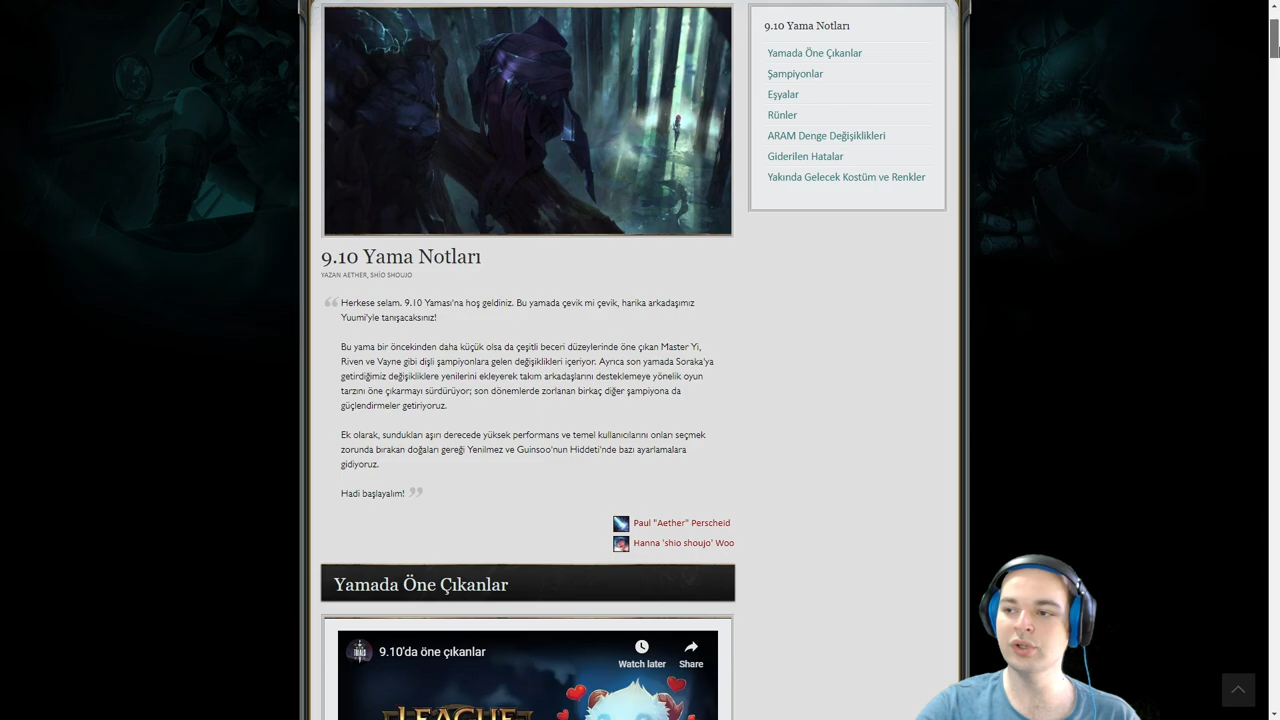 9.10 Yama Notları
Yamada Öne Çıkanlar
Şampiyonlar
Eşyalar
Rünler
ARAM Denge Değişiklikleri
Giderilen Hatalar
Yakında Gelecek Kostüm ve Renkler
9.10 Yama Notları
YAZAN AETHER, SHİO SHOUJO
Herkese selam. 9.10 Yaması'na hoş geldiniz. Bu yamada çevik mi çevik, harika arkadaşımız
Yuumi'yle tanışacaksınız!
Bu yama bir öncekinden daha küçük olsa da çeşitli beceri düzeylerinde öne çıkan Master Yi,
Riven ve Vayne gibi dişli şampiyonlara gelen değişiklikleri içeriyor. Ayrıca son yamada Soraka'ya
getirdiğimiz değişikliklere yenilerini ekleyerek takım arkadaşlarını desteklemeye yönelik oyun
tarzını öne çıkarmayı sürdürüyor; son dönemlerde zorlanan birkaç diğer şampiyona da
güçlendirmeler getiriyoruz.
Ek olarak, sundukları aşırı derecede yüksek performans ve temel kullanıcılarını onları seçmek
zorunda bırakan doğaları gereği Yenilmez ve Guinsoo'nun Hiddeti'nde bazı ayarlamalara
gidiyoruz.
Hadi başlayalım!
Paul "Aether" Perscheid
Hanna 'shio shoujo' Woo
Yamada Öne Çıkanlar
9.10'da öne çıkanlar
Watch later
Share
LEAGUE